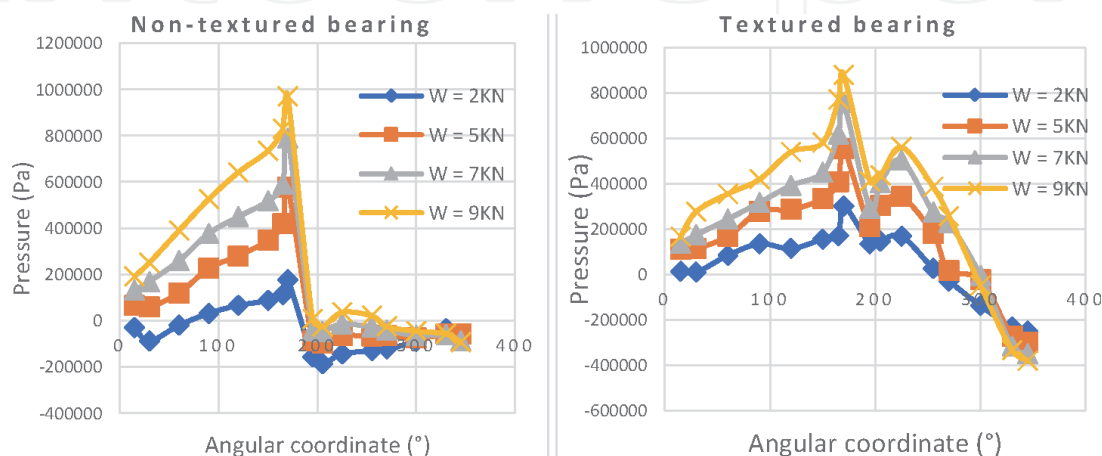 Non-textured bearing
1200000
1000000
800000
600000
400000
200000
0
-200000
-400000
0
100
200
300
400
Pressure (Pa)
Angular coordinate (°)
W = 2KN
W = 5KN
W = 7KN
W = 9KN
Textured bearing
1000000
800000
600000
400000
200000
0
-200000
-400000
-600000
0
100
200
300
400
Pressure (Pa)
Angular coordinate (°)
W = 2KN
W = 5KN
W = 7KN
W = 9KN